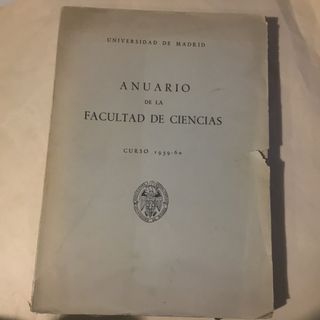 UNIVERSIDAD DE MADRID
ANUARIO
DE LA
FACULTAD DE CIENCIAS
CURSO 1959-60